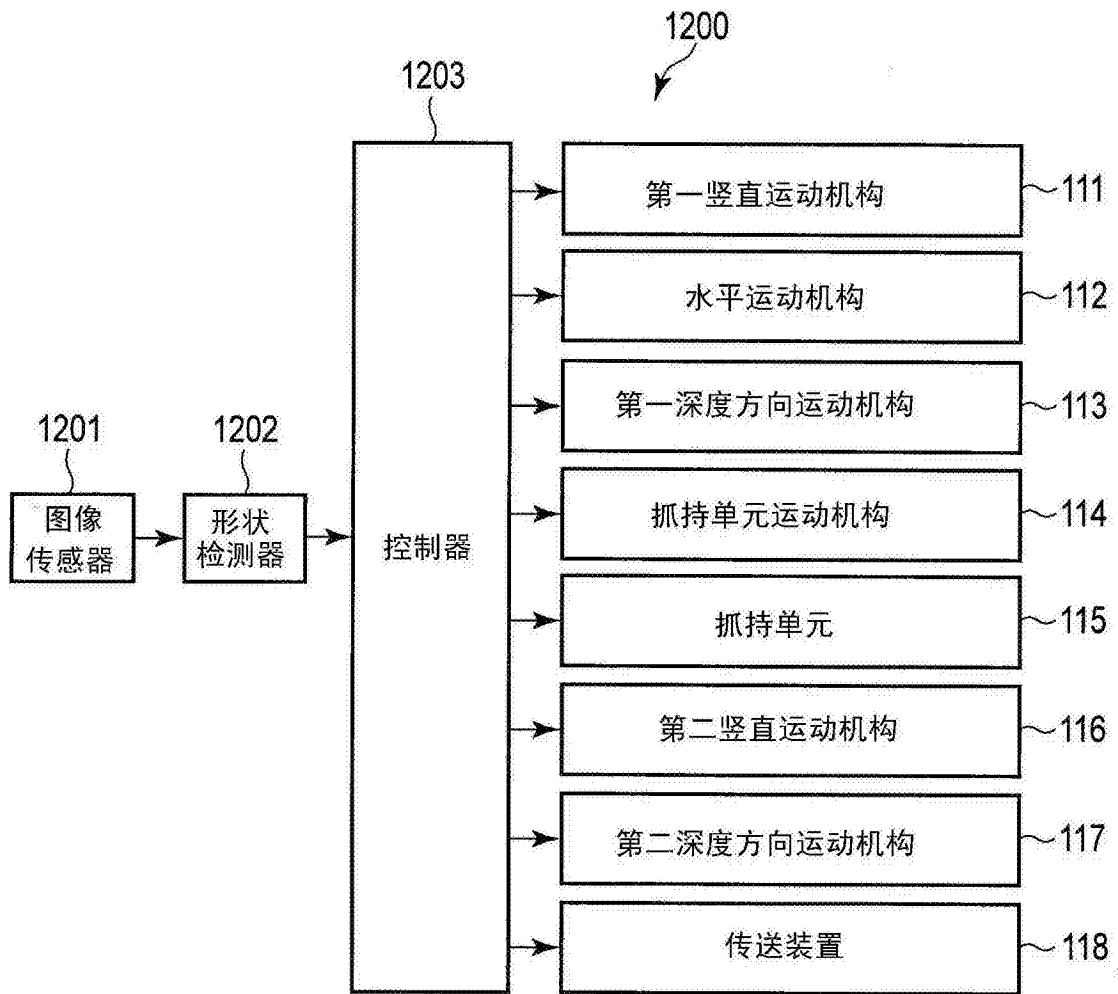 1200
1203
第一竖直运动机构
111
水平运动机构
112
第一深度方向运动机构
113
1201
1202
图像
传感器
形状
检测器
控制器
抓持单元运动机构
114
抓持单元
115
第二竖直运动机构
116
第二深度方向运动机构
117
传送装置
118